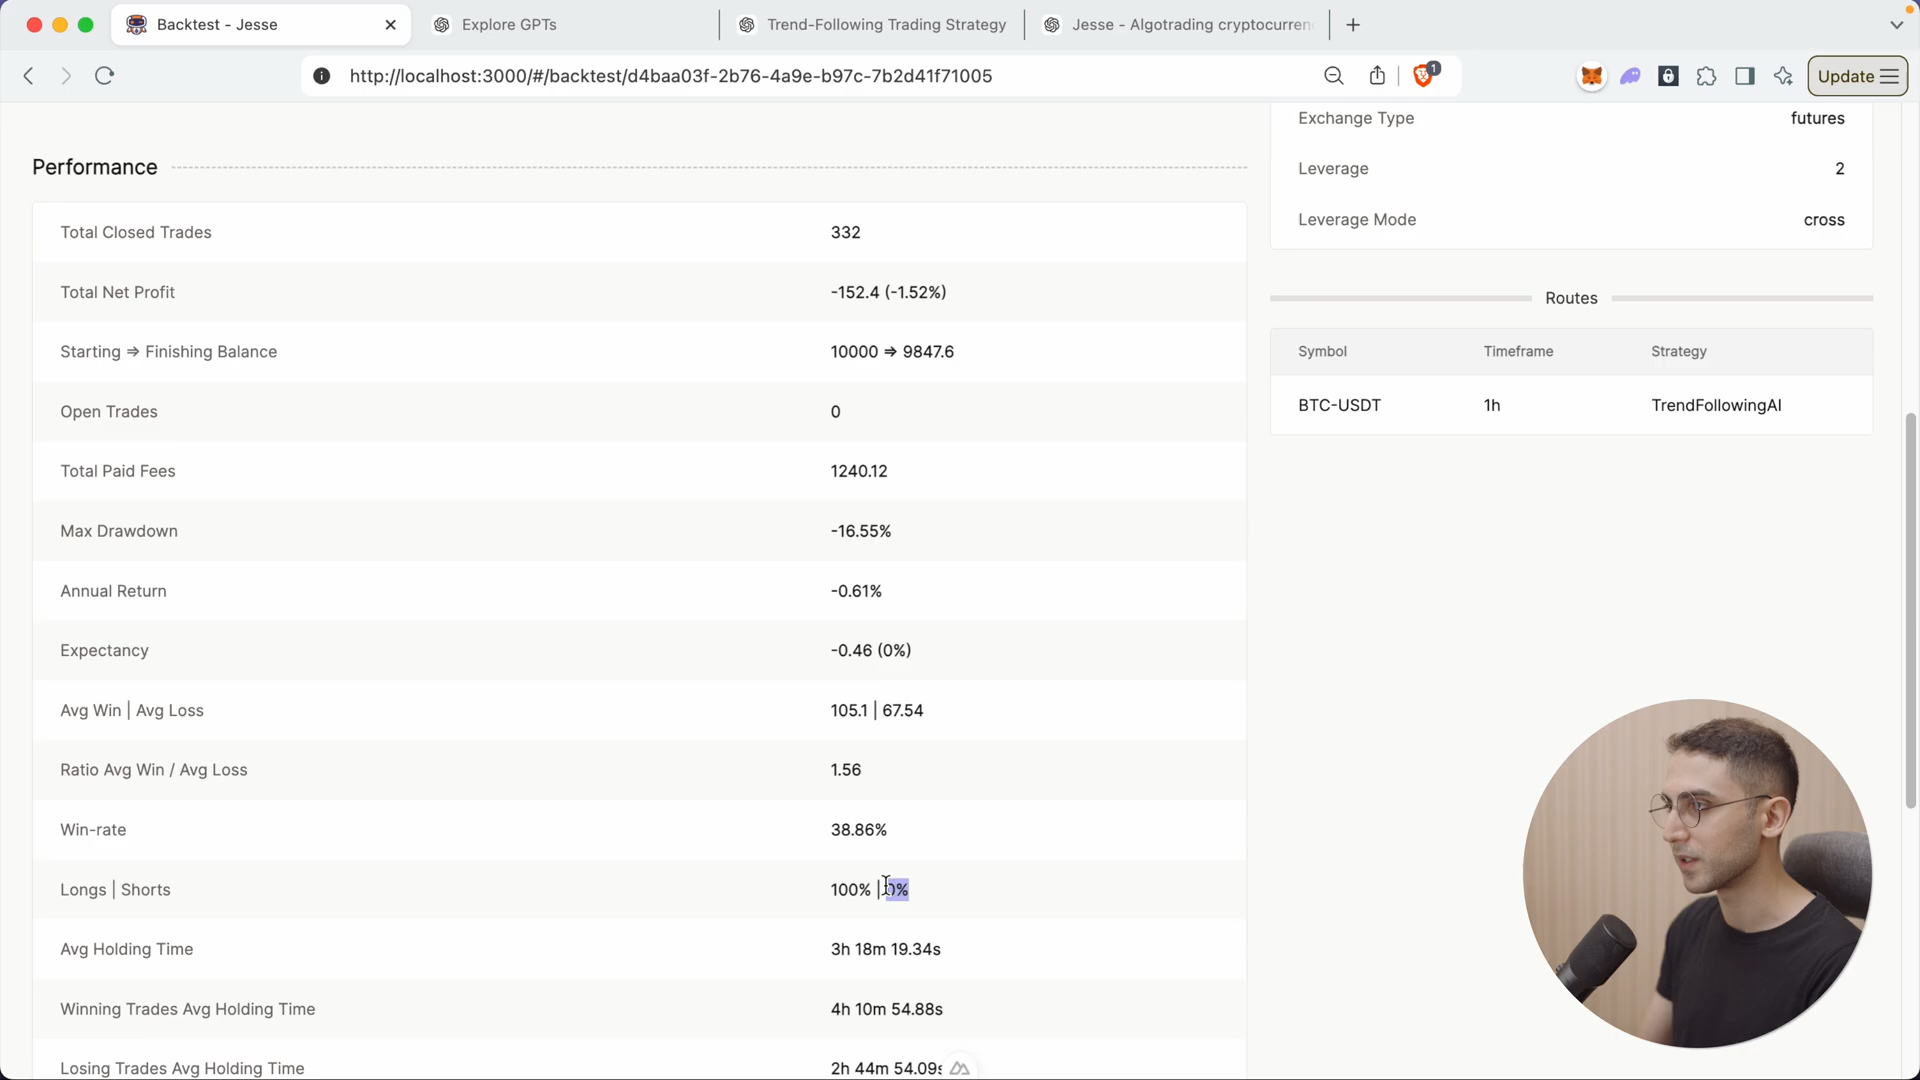 Backtest - Jesse
Explore GPTs
Trend-Following Trading Strategy
Jesse - Algotrading cryptocurren
http://localhost:3000/#/backtest/d4baa03f-2b76-4a9e-b97c-7b2d41f71005
1
Update
Performance
Total Closed Trades 332
Total Net Profit -152.4 (-1.52%)
Starting => Finishing Balance 10000 => 9847.6
Open Trades 0
Total Paid Fees 1240.12
Max Drawdown -16.55%
Annual Return -0.61%
Expectancy -0.46 (0%)
Avg Win | Avg Loss 105.1 | 67.54
Ratio Avg Win / Avg Loss 1.56
Win-rate 38.86%
Longs | Shorts 100% | 0%
Avg Holding Time 3h 18m 19.34s
Winning Trades Avg Holding Time 4h 10m 54.88s
Losing Trades Avg Holding Time 2h 44m 54.09s
Exchange Type futures
Leverage 2
Leverage Mode cross
Routes
Symbol Timeframe Strategy
BTC-USDT 1h TrendFollowingAI